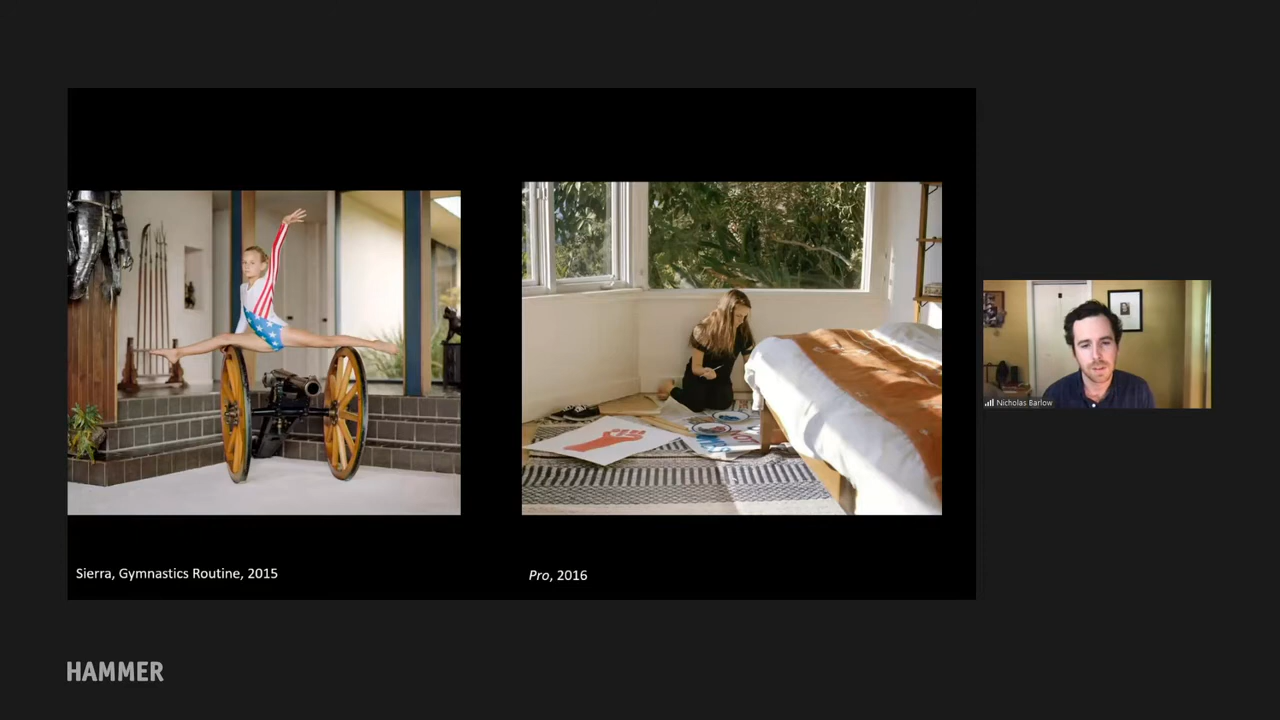 Sierra, Gymnastics Routine, 2015
Pro, 2016
Nicholas Barlow
HAMMER